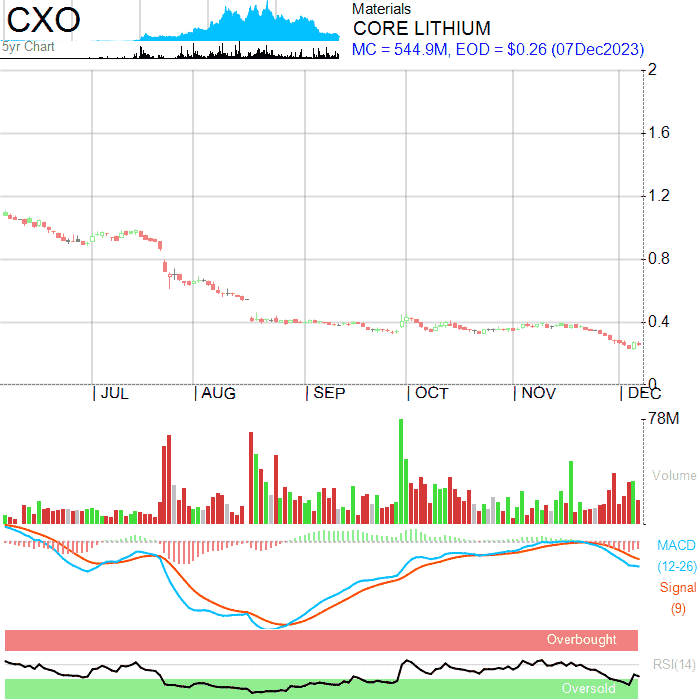 CXO
5yr Chart
Materials
CORE LITHIUM
MC = 544.9M, EOD = $0.26 (07Dec2023)
2
1.6
1.2
0.8
0.4
0
JUL AUG SEP OCT NOV DEC
78M
Volume
MACD
(12-26)
Signal
(9)
Overbought
RSI(14)
Oversold